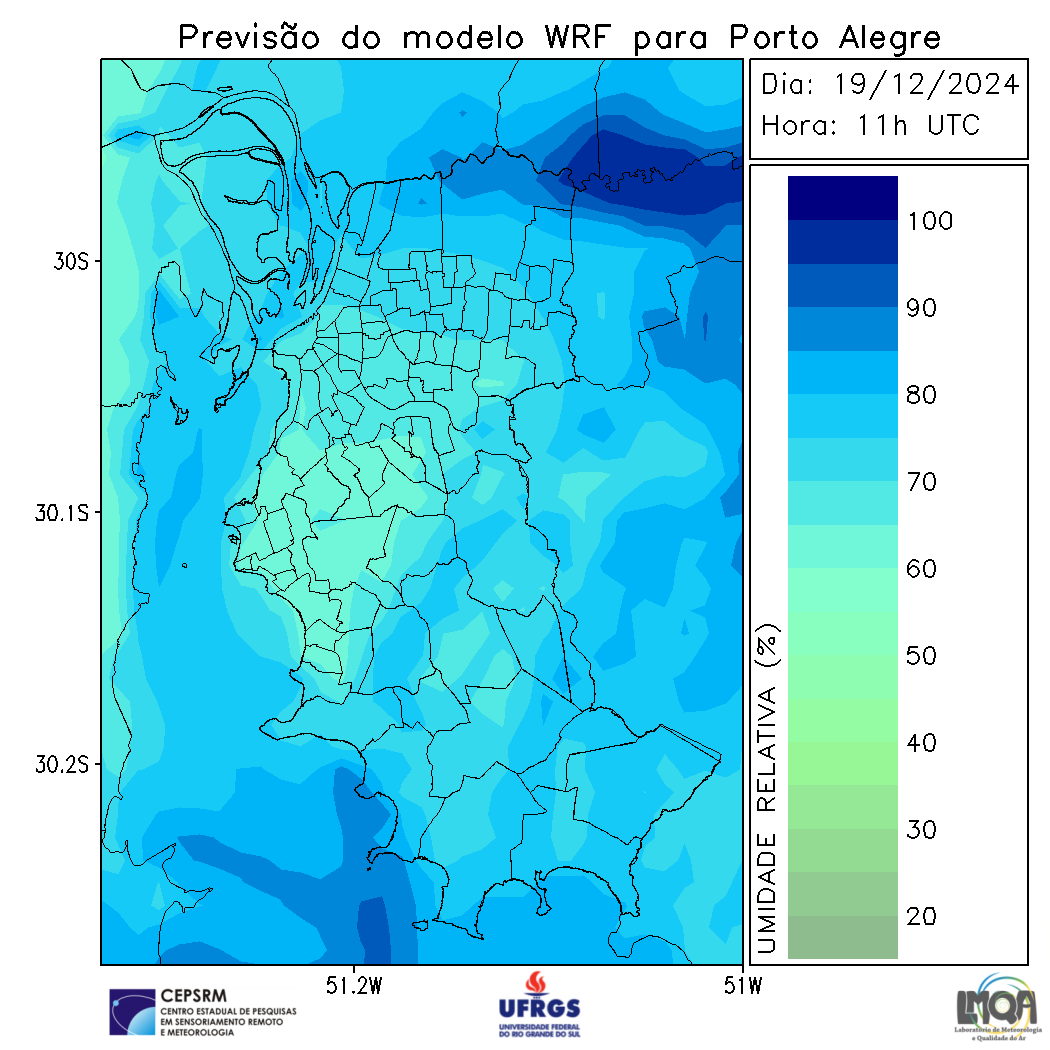 Previsão do modelo WRF para Porto Alegre
Dia: 19/12/2024
Hora: 11h UTC
30S
30.1S
30.2S
51.2W
51W
100
90
80
70
60
50
40
30
20
UMIDADE RELATIVA (%)
CEPSRM
CENTRO ESTADUAL DE PESQUISAS
EM SENSORIAMENTO REMOTO
E METEOROLOGIA
UFRGS
UNIVERSIDADE FEDERAL
DO RIO GRANDE DO SUL
LMQA
Laboratório de Meteorologia
e Qualidade do Ar